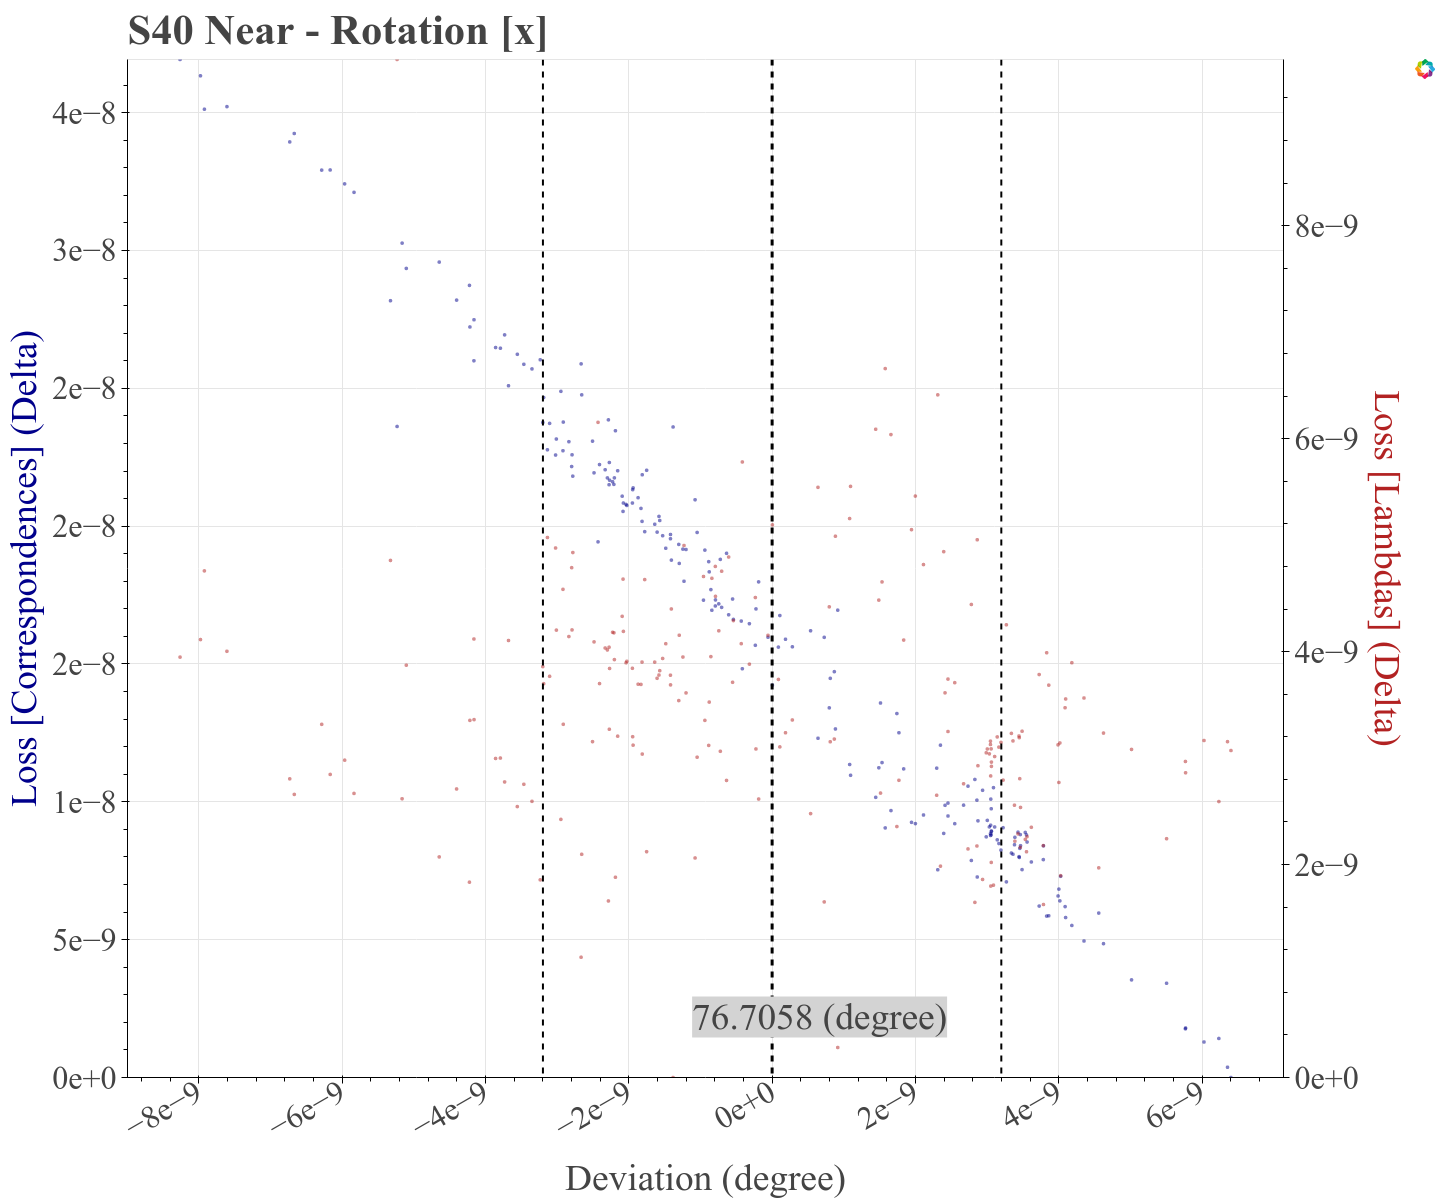 S40 Near - Rotation [x]
4e−8
3e−8
2e−8
2e−8
2e−8
1e−8
5e−9
0e+0
Loss [Correspondences] (Delta)
8e−9
6e−9
4e−9
2e−9
0e+0
Loss [Lambdas] (Delta)
76.7058 (degree)
−8e−9
−6e−9
−4e−9
−2e−9
0e+0
2e−9
4e−9
6e−9
Deviation (degree)